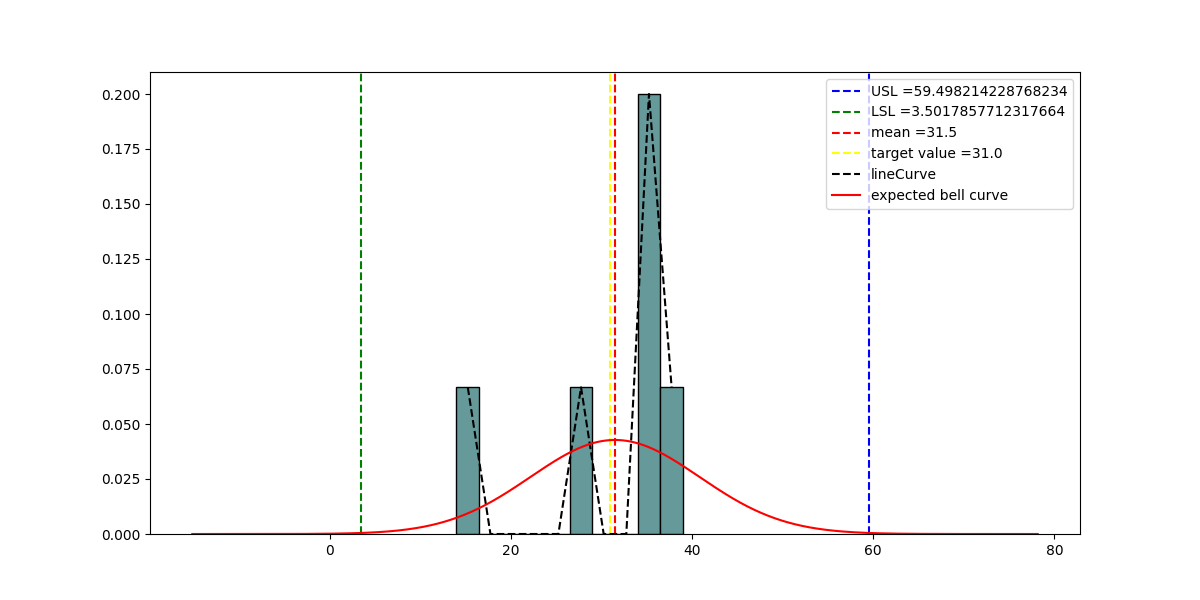 USL =59.498214228768234
LSL =3.5017857712317664
mean =31.5
target value =31.0
lineCurve
expected bell curve
0.200
0.175
0.150
0.125
0.100
0.075
0.050
0.025
0.000
0 20 40 60 80